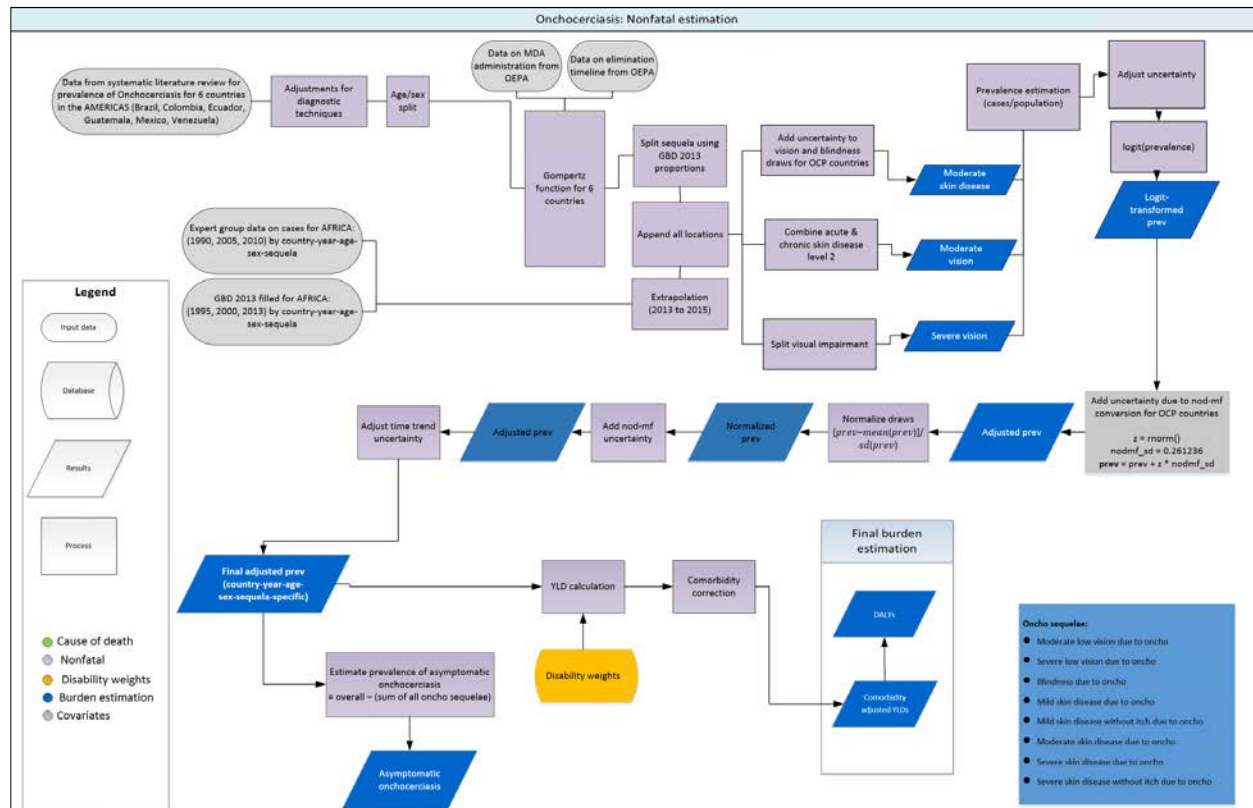 Onchocerciasis: Nonfatal estimation
Data from systematic literature review for
prevalence of Onchocerciasis for 6 countries
in the AMERICAS (Brazil, Colombia, Ecuador,
Guatemala, Mexico, Venezuela)
Adjustments for
diagnostic
techniques
Age/sex
split
Data on MDA
administration from
OEPA
Data on elimination
timeline from OEPA
Gompertz
function for 6
countries
Split sequela using
GBD 2013
proportions
Append all locations
Extrapolation
(2013 to 2015)
Expert group data on cases for AFRICA:
(1990, 2005, 2010) by country-year-age-
sex-sequela
GBD 2013 filled for AFRICA:
(1995, 2000, 2013) by country-year-age-
sex-sequela
Add uncertainty to
vision and blindness
draws for OCP countries
Combine acute &
chronic skin disease
level 2
Split visual impairment
Moderate
skin disease
Moderate
vision
Severe vision
Prevalence estimation
(cases/population)
Adjust uncertainty
logit(prevalence)
Logit-
transformed
prev
Add uncertainty due to nod-mf
conversion for OCP countries
z = rnorm()
nodmf_sd = 0.261236
prev = prev + z * nodmf_sd
Adjusted prev
Normalize draws
[prev−mean(prev)]/
sd(prev)
Normalized
prev
Add nod-mf
uncertainty
Adjusted prev
Adjust time trend
uncertainty
Final adjusted prev
(country-year-age-
sex-sequela-specific)
YLD calculation
Comorbidity
correction
Disability weights
Final burden
estimation
DALYs
Comorbidity
adjusted YLDs
Estimate prevalence of asymptomatic
onchocerciasis
= overall − (sum of all oncho sequelae)
Asymptomatic
onchocerciasis
Legend
Input data
Database
Results
Process
Cause of death
Nonfatal
Disability weights
Burden estimation
Covariates
Oncho sequelae:
● Moderate low vision due to oncho
● Severe low vision due to oncho
● Blindness due to oncho
● Mild skin disease due to oncho
● Mild skin disease without itch due to oncho
● Moderate skin disease due to oncho
● Severe skin disease due to oncho
● Severe skin disease without itch due to oncho